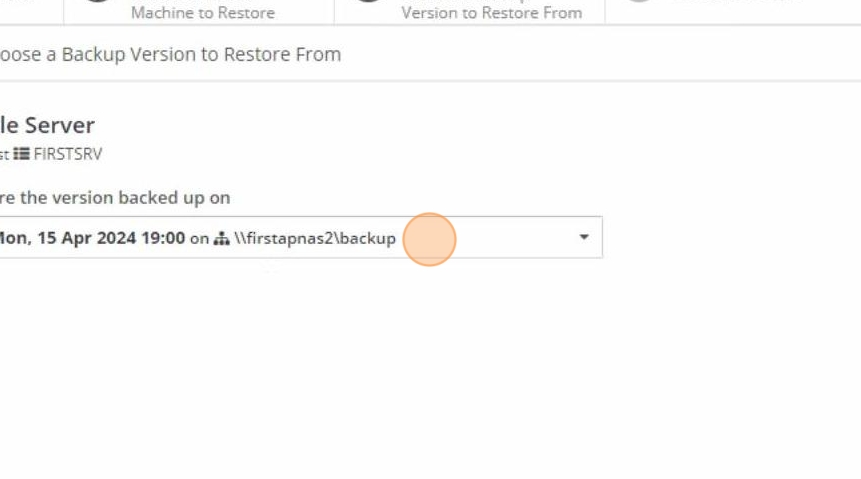 Machine to Restore
Version to Restore From
oose a Backup Version to Restore From
le Server
st FIRSTSRV
re the version backed up on
Mon, 15 Apr 2024 19:00 on \\firstapnas2\backup